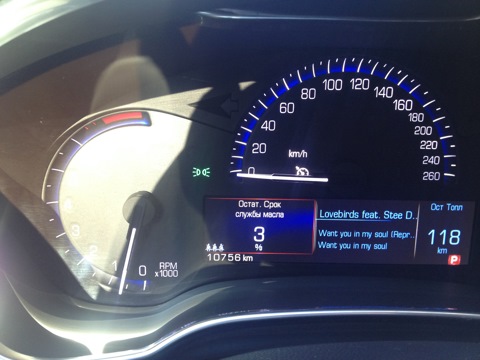 0
20
40
60
80
100
120
140
160
180
200
220
240
260
km/h
Остат. Срок
службы масла
3
%
Lovebirds feat. Stee D...
Want you in my soul (Repr...
Want you in my soul
Ост Топл
118
km
P
10756 km
1
0
RPM
x1000